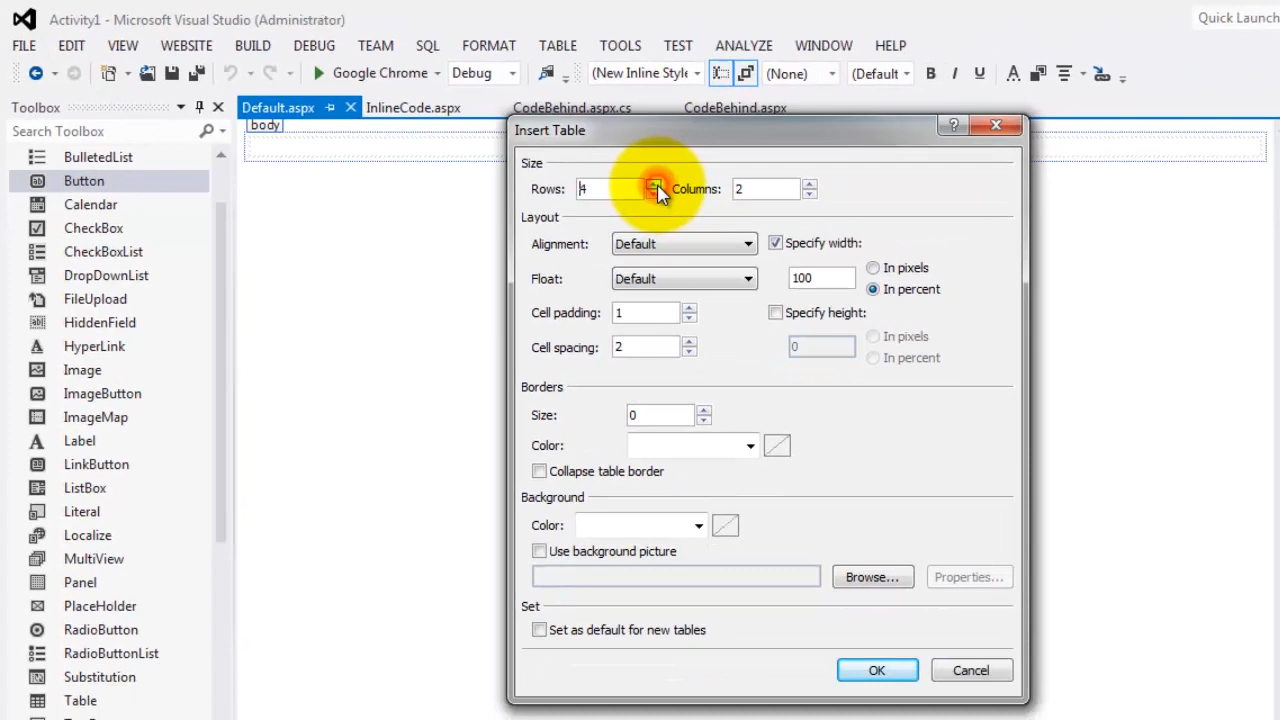 Activity1 - Microsoft Visual Studio (Administrator)
Quick Launch
FILE EDIT VIEW WEBSITE BUILD DEBUG TEAM SQL FORMAT TABLE TOOLS TEST ANALYZE WINDOW HELP
Google Chrome Debug (New Inline Style (None) (Default B I U A
Toolbox
Default.aspx InlineCode.aspx CodeBehind.aspx.cs CodeBehind.aspx
body
Search Toolbox
BulletedList
Button
Calendar
CheckBox
CheckBoxList
DropDownList
FileUpload
HiddenField
HyperLink
Image
ImageButton
ImageMap
Label
LinkButton
ListBox
Literal
Localize
MultiView
Panel
PlaceHolder
RadioButton
RadioButtonList
Substitution
Table
Insert Table
Size
Rows: 4 Columns: 2
Layout
Alignment: Default Specify width:
In pixels
Float: Default 100
In percent
Cell padding: 1 Specify height:
In pixels
Cell spacing: 2 0
In percent
Borders
Size: 0
Color:
Collapse table border
Background
Color:
Use background picture
Browse... Properties...
Set
Set as default for new tables
OK Cancel